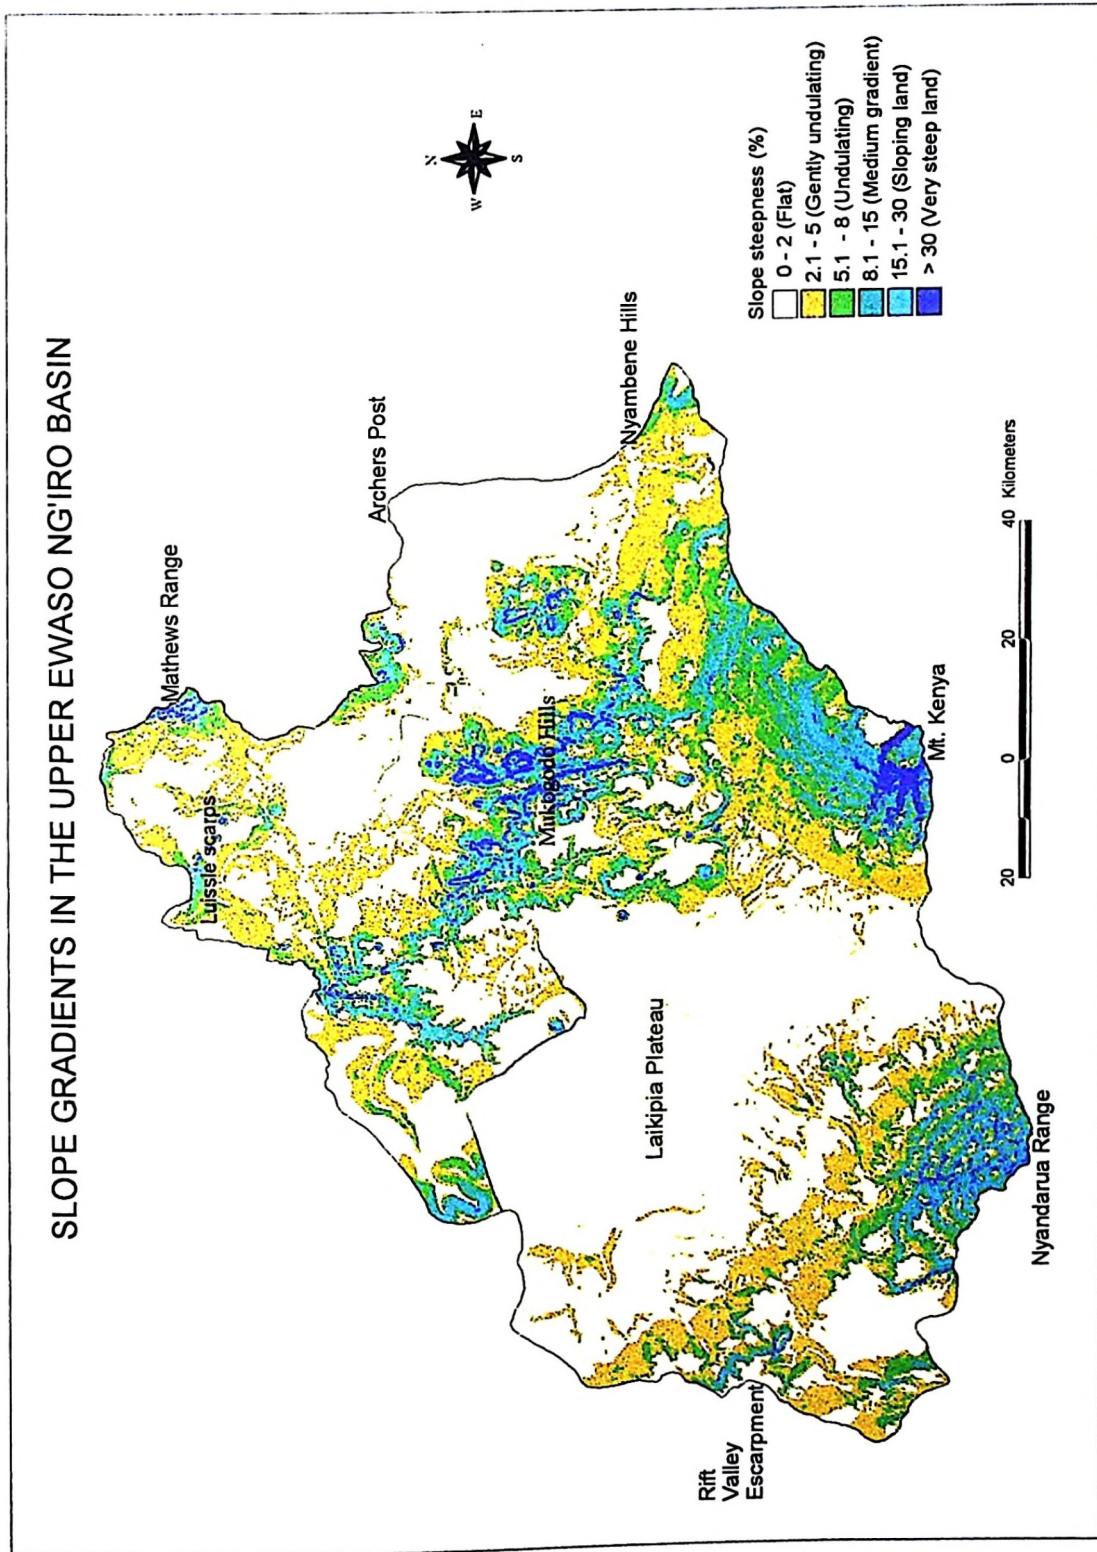 SLOPE GRADIENTS IN THE UPPER EWASO NG'IRO BASIN
Mathews Range
Luissie scarps
Archers Post
N
W
E
S
Mukogodo Hills
Nyambene Hills
Laikipia Plateau
Rift
Valley
Escarpment
Mt. Kenya
Nyandarua Range
Slope steepness (%)
0 - 2 (Flat)
2.1 - 5 (Gently undulating)
5.1 - 8 (Undulating)
8.1 - 15 (Medium gradient)
15.1 - 30 (Sloping land)
> 30 (Very steep land)
20 0 20 40 Kilometers